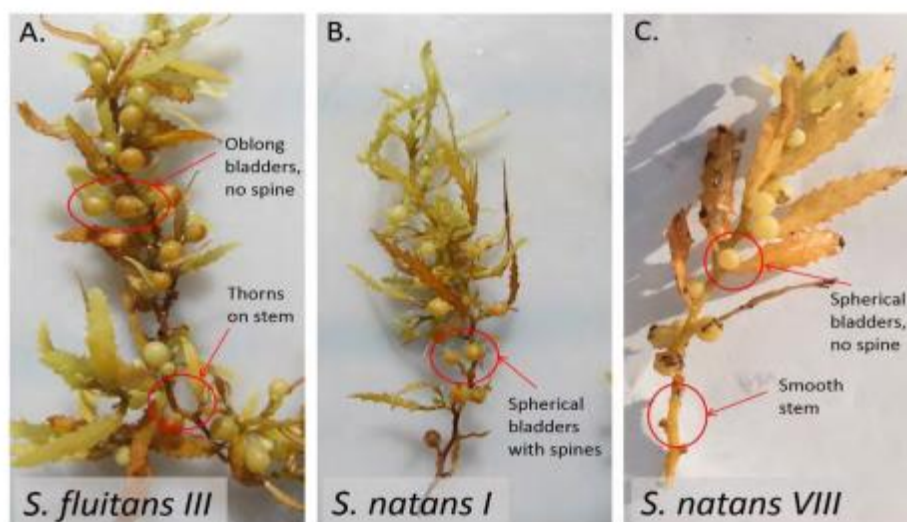 A.
Oblong
bladders,
no spine
Thorns
on stem
S. fluitans III
B.
Spherical
bladders
with spines
S. natans I
C.
Spherical
bladders,
no spine
Smooth
stem
S. natans VIII